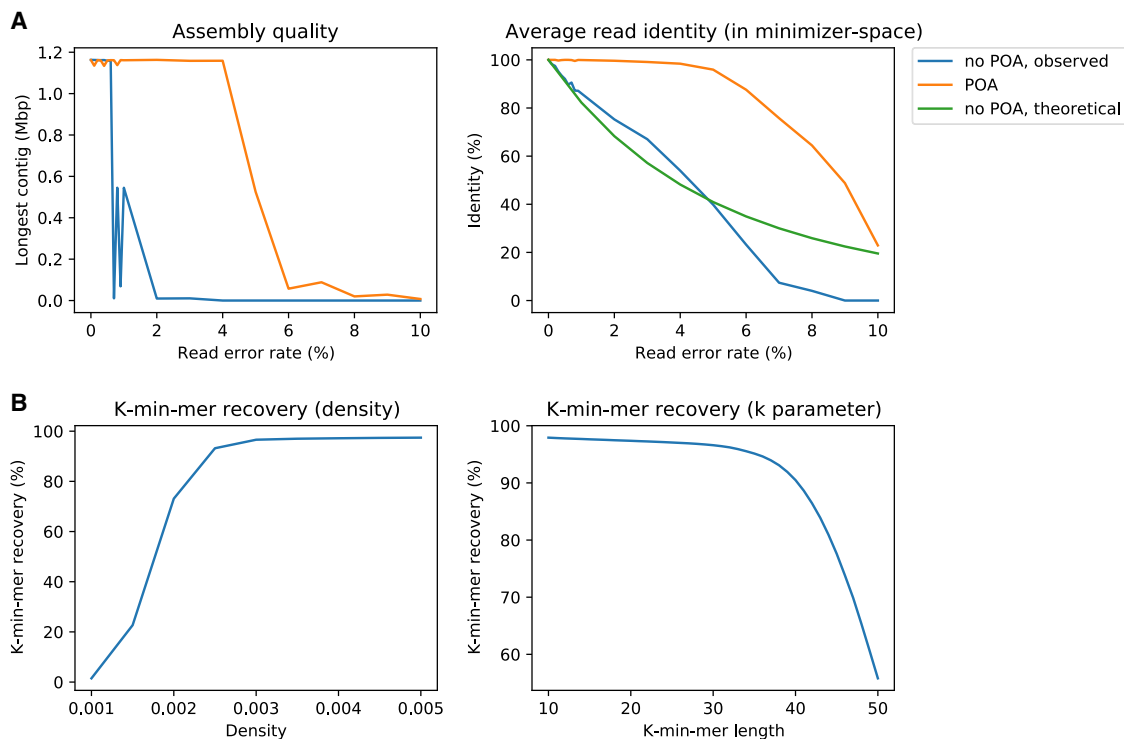 A
Assembly quality
Longest contig (Mbp)
1.2
1.0
0.8
0.6
0.4
0.2
0.0
0 2 4 6 8 10
Read error rate (%)
Average read identity (in minimizer-space)
Identity (%)
100
80
60
40
20
0
0 2 4 6 8 10
Read error rate (%)
no POA, observed
POA
no POA, theoretical
B
K-min-mer recovery (density)
K-min-mer recovery (%)
100
80
60
40
20
0
0.001 0.002 0.003 0.004 0.005
Density
K-min-mer recovery (k parameter)
K-min-mer recovery (%)
100
90
80
70
60
10 20 30 40 50
K-min-mer length